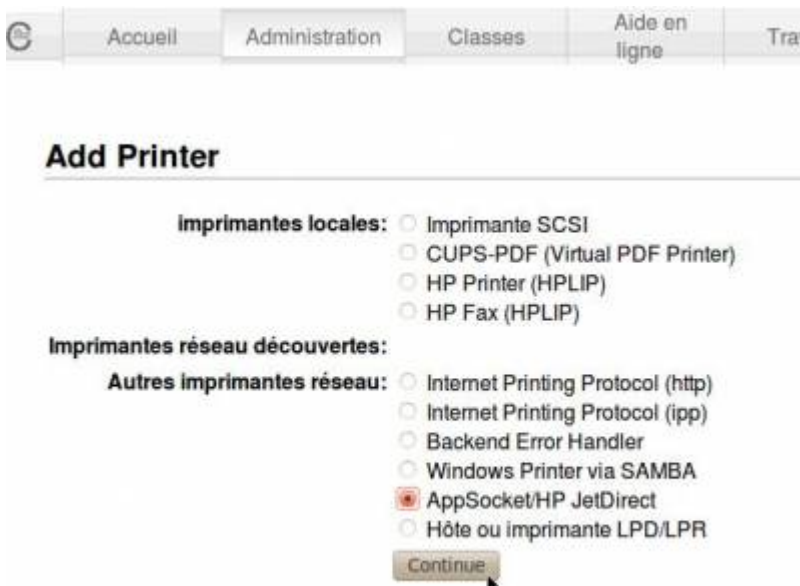 Accueil Administration Classes Aide en ligne
Add Printer
imprimantes locales: Imprimante SCSI
CUPS-PDF (Virtual PDF Printer)
HP Printer (HPLIP)
HP Fax (HPLIP)
Imprimantes réseau découvertes:
Autres imprimantes réseau: Internet Printing Protocol (http)
Internet Printing Protocol (ipp)
Backend Error Handler
Windows Printer via SAMBA
AppSocket/HP JetDirect
Hôte ou imprimante LPD/LPR
Continue